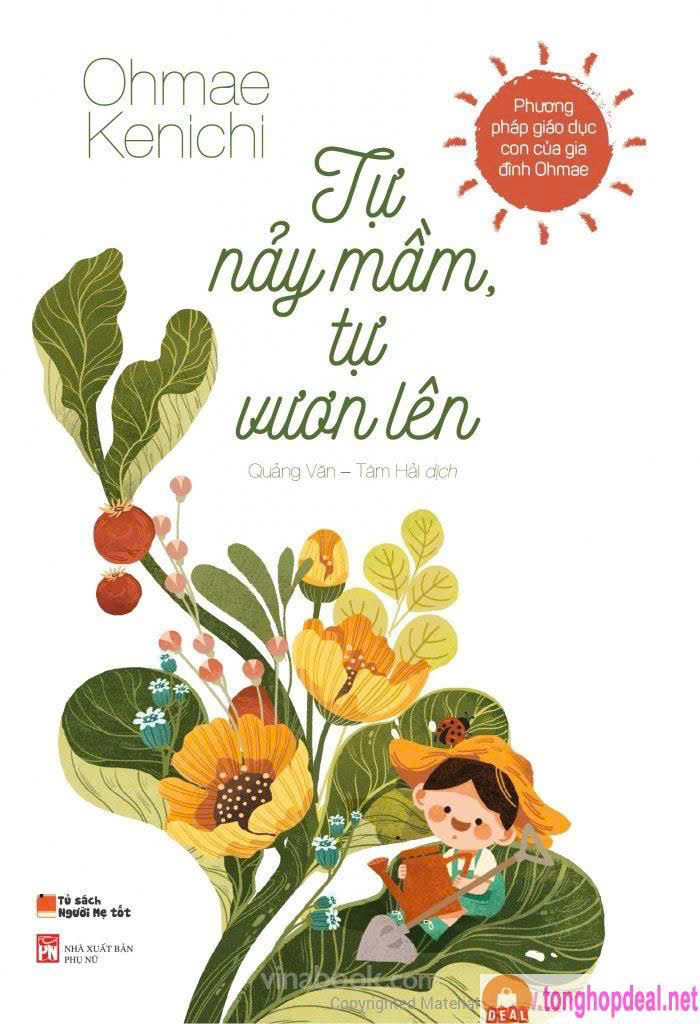 Ohmae
Kenichi
Phương
pháp giáo dục
con của gia
đình Ohmae
Tự
nảy mầm,
tự
vươn lên
Quảng Văn – Tâm Hải dịch
Tủ sách
Người Mẹ tốt
PN
NHÀ XUẤT BẢN
PHỤ NỮ
vinabook.com
Copyrighted Material
DEAL
.tonghopdeal.net